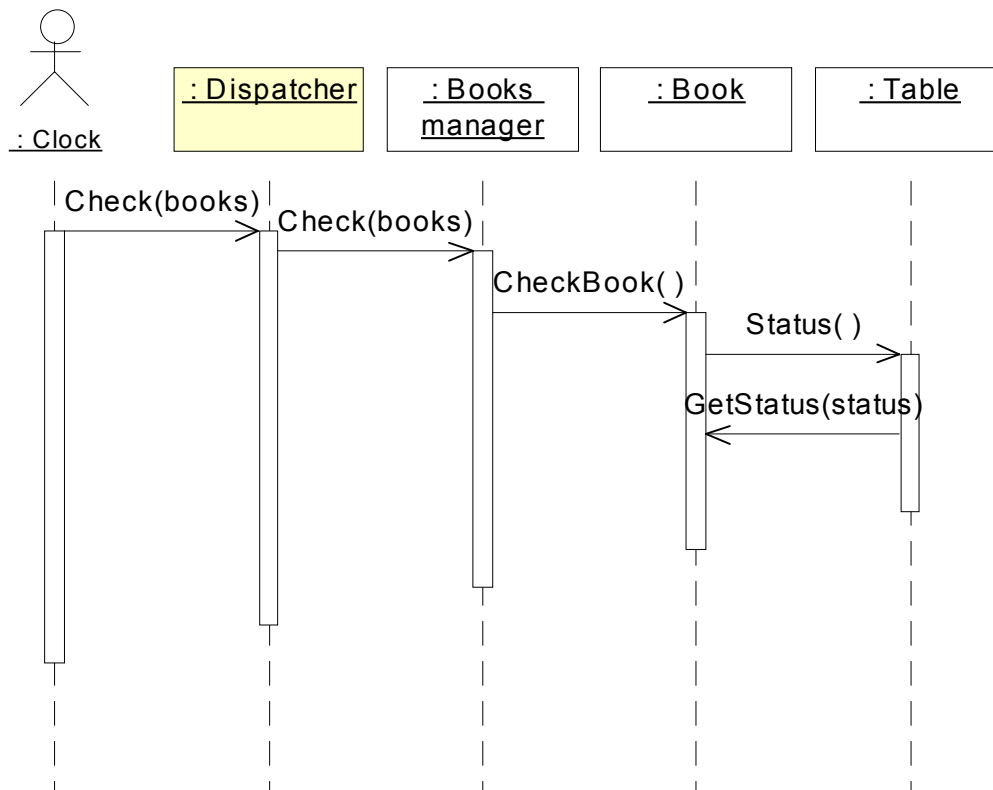 : Clock
: Dispatcher
: Books
manager
: Book
: Table
Check(books)
Check(books)
CheckBook( )
Status( )
GetStatus(status)